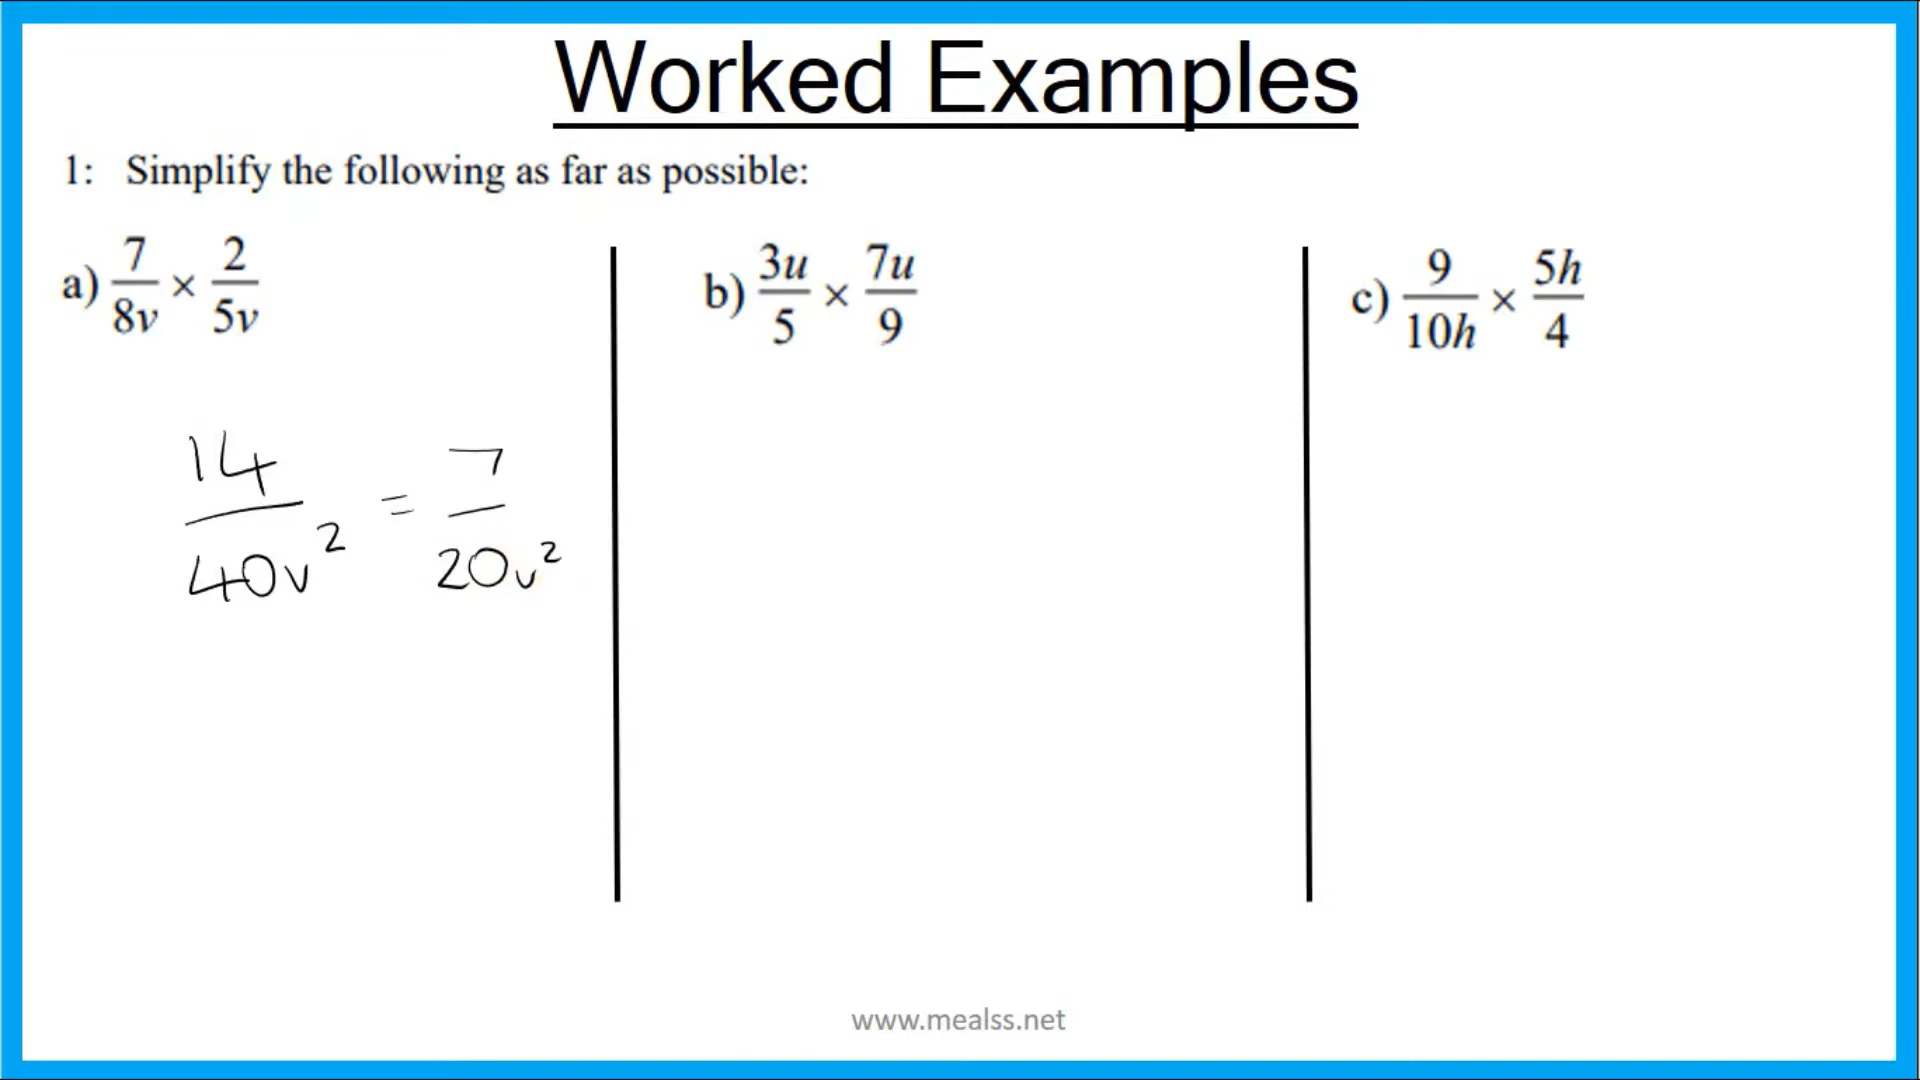 Worked Examples
1: Simplify the following as far as possible:
a) 7/8v × 2/5v
b) 3u/5 × 7u/9
c) 9/10h × 5h/4
14/40v² = 7/20v²
www.mealss.net